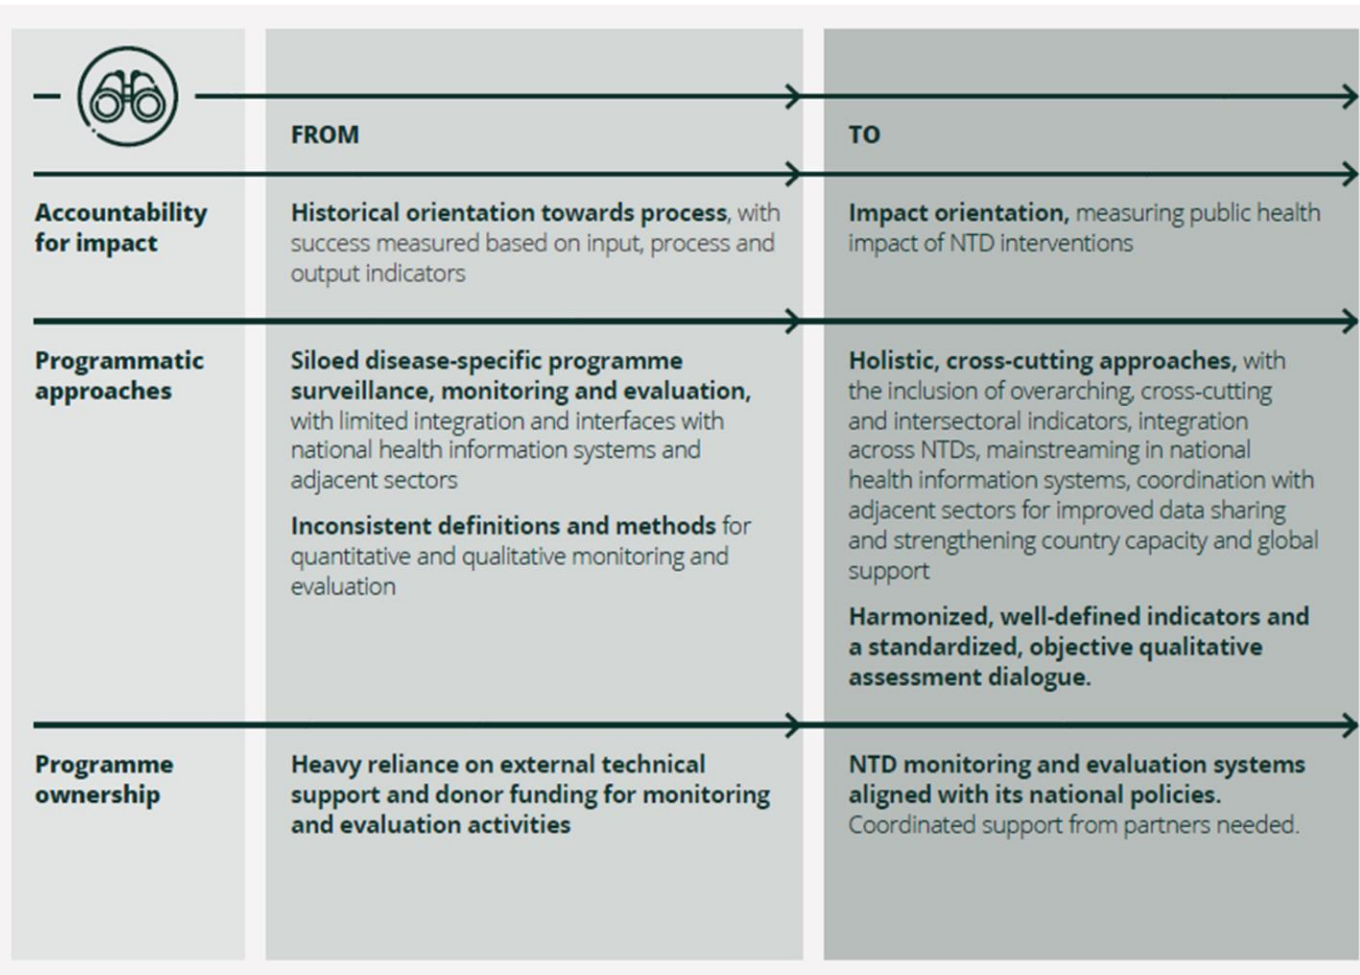 FROM
TO
Accountability
for impact
Historical orientation towards process, with
success measured based on input, process and
output indicators
Impact orientation, measuring public health
impact of NTD interventions
Programmatic
approaches
Siloed disease-specific programme
surveillance, monitoring and evaluation,
with limited integration and interfaces with
national health information systems and
adjacent sectors
Inconsistent definitions and methods for
quantitative and qualitative monitoring and
evaluation
Holistic, cross-cutting approaches, with
the inclusion of overarching, cross-cutting
and intersectoral indicators, integration
across NTDs, mainstreaming in national
health information systems, coordination with
adjacent sectors for improved data sharing
and strengthening country capacity and global
support
Harmonized, well-defined indicators and
a standardized, objective qualitative
assessment dialogue.
Programme
ownership
Heavy reliance on external technical
support and donor funding for monitoring
and evaluation activities
NTD monitoring and evaluation systems
aligned with its national policies.
Coordinated support from partners needed.